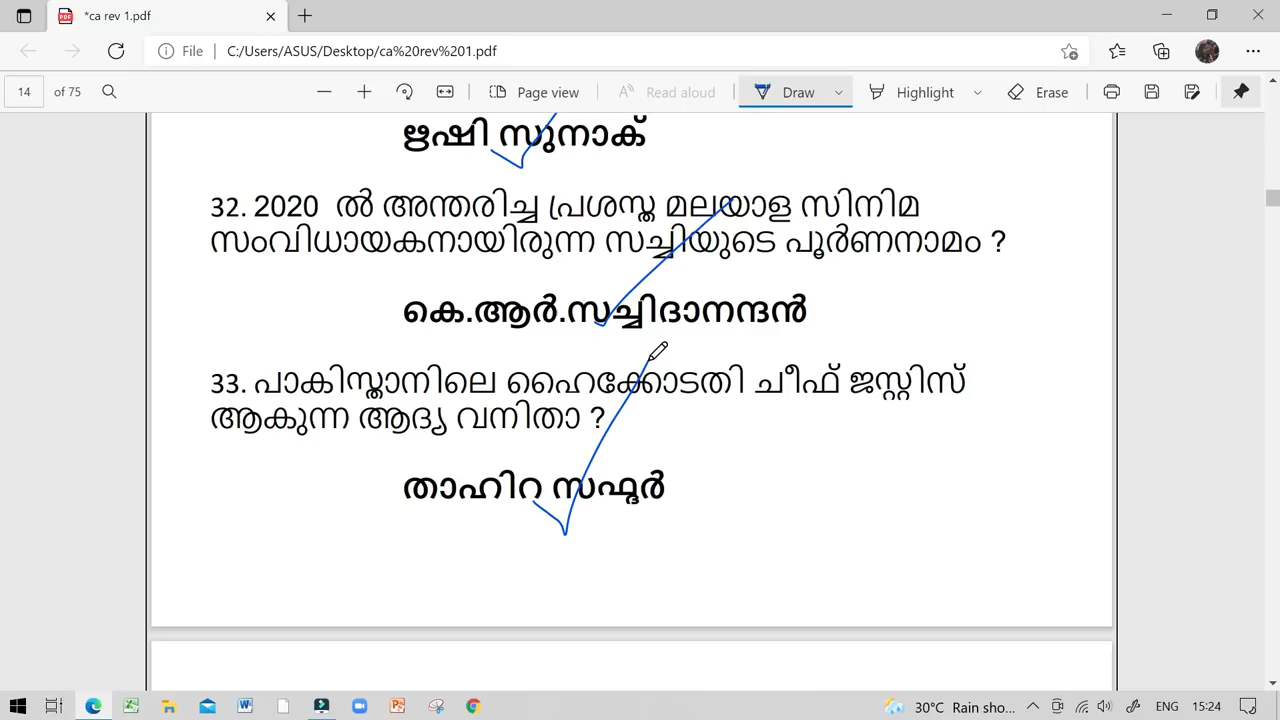 *ca rev 1.pdf
File
C:/Users/ASUS/Desktop/ca%20rev%201.pdf
14 of 75
Page view
Read aloud
Draw
Highlight
Erase
ഋഷി സുനാക്
32. 2020 ൽ അന്തരിച്ച പ്രശസ്ത മലയാള സിനിമ
സംവിധായകനായിരുന്ന സച്ചിയുടെ പൂർണനാമം ?
കെ.ആർ.സച്ചിദാനന്ദൻ
33. പാകിസ്താനിലെ ഹൈക്കോടതി ചീഫ് ജസ്റ്റിസ്
ആകുന്ന ആദ്യ വനിതാ ?
താഹിറ സഫ്ദർ
30°C Rain sho...
ENG
15:24